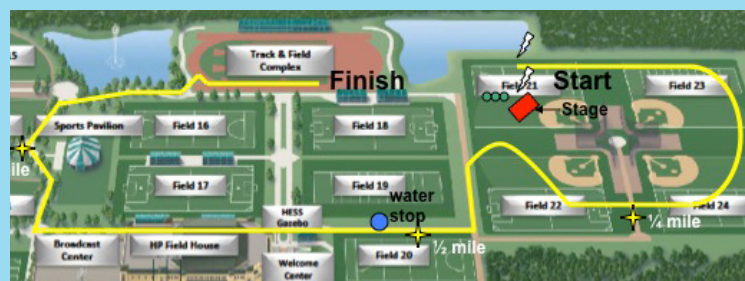 15
Track & Field
Complex
Finish
Field 21
Start
Field 23
Stage
Sports Pavilion
Field 16
Field 18
ile
Field 17
Field 19
water
stop
HESS
Gazebo
Field 22
Field 24
¼ mile
½ mile
Broadcast
Center
HP Field House
Welcome
Center
Field 20